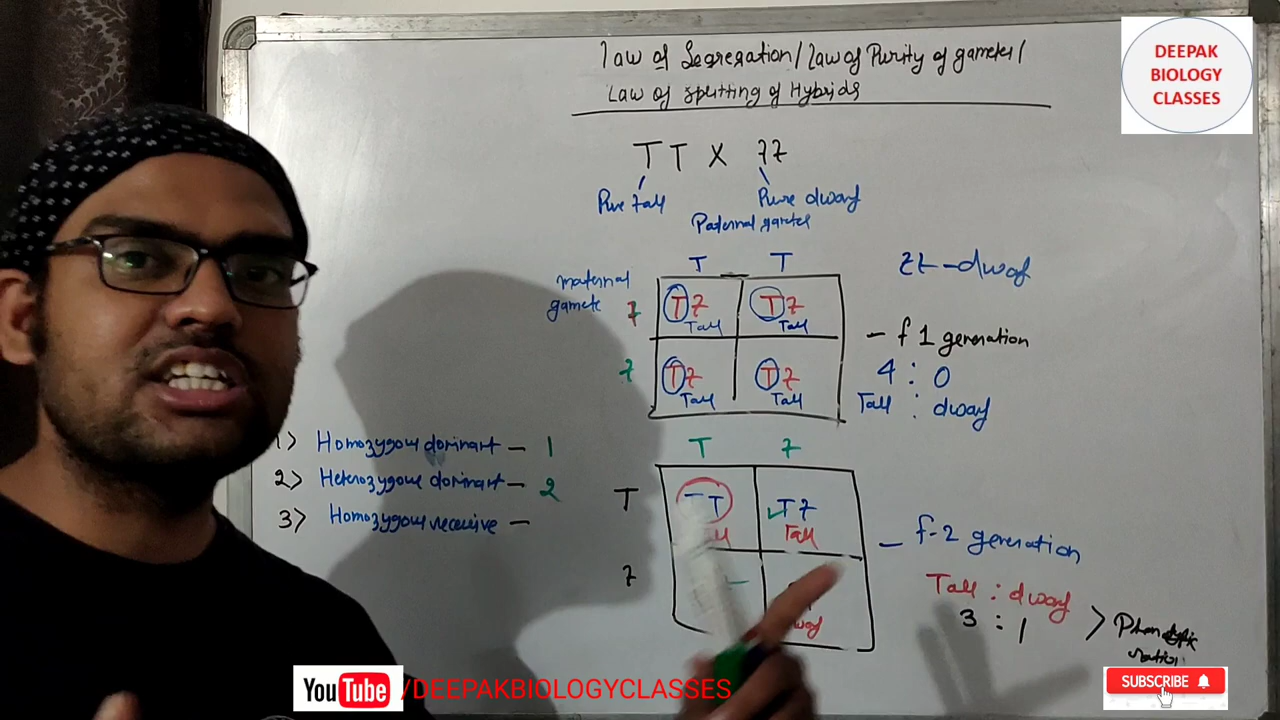 Law of Segregation/Law of Purity of gametes/
Law of splitting of Hybrids
DEEPAK
BIOLOGY
CLASSES
T T X tt
Pure tall
Pure dwarf
Paternal gametes
T T
maternal
gamete
t
Tt Tt
Tall Tall
t
Tt Tt
Tall Tall
tt - dwarf
- f 1 generation
4 : 0
Tall : dwarf
1) Homozygous dominant - 1
2) Heterozygous dominant - 2
3) Homozygous recessive -
T t
T
T T Tt
Tall
t
- f-2 generation
Tall : dwarf
3 : 1
> Phenotypic
ratio
YouTube /DEEPAKBIOLOGYCLASSES
SUBSCRIBE